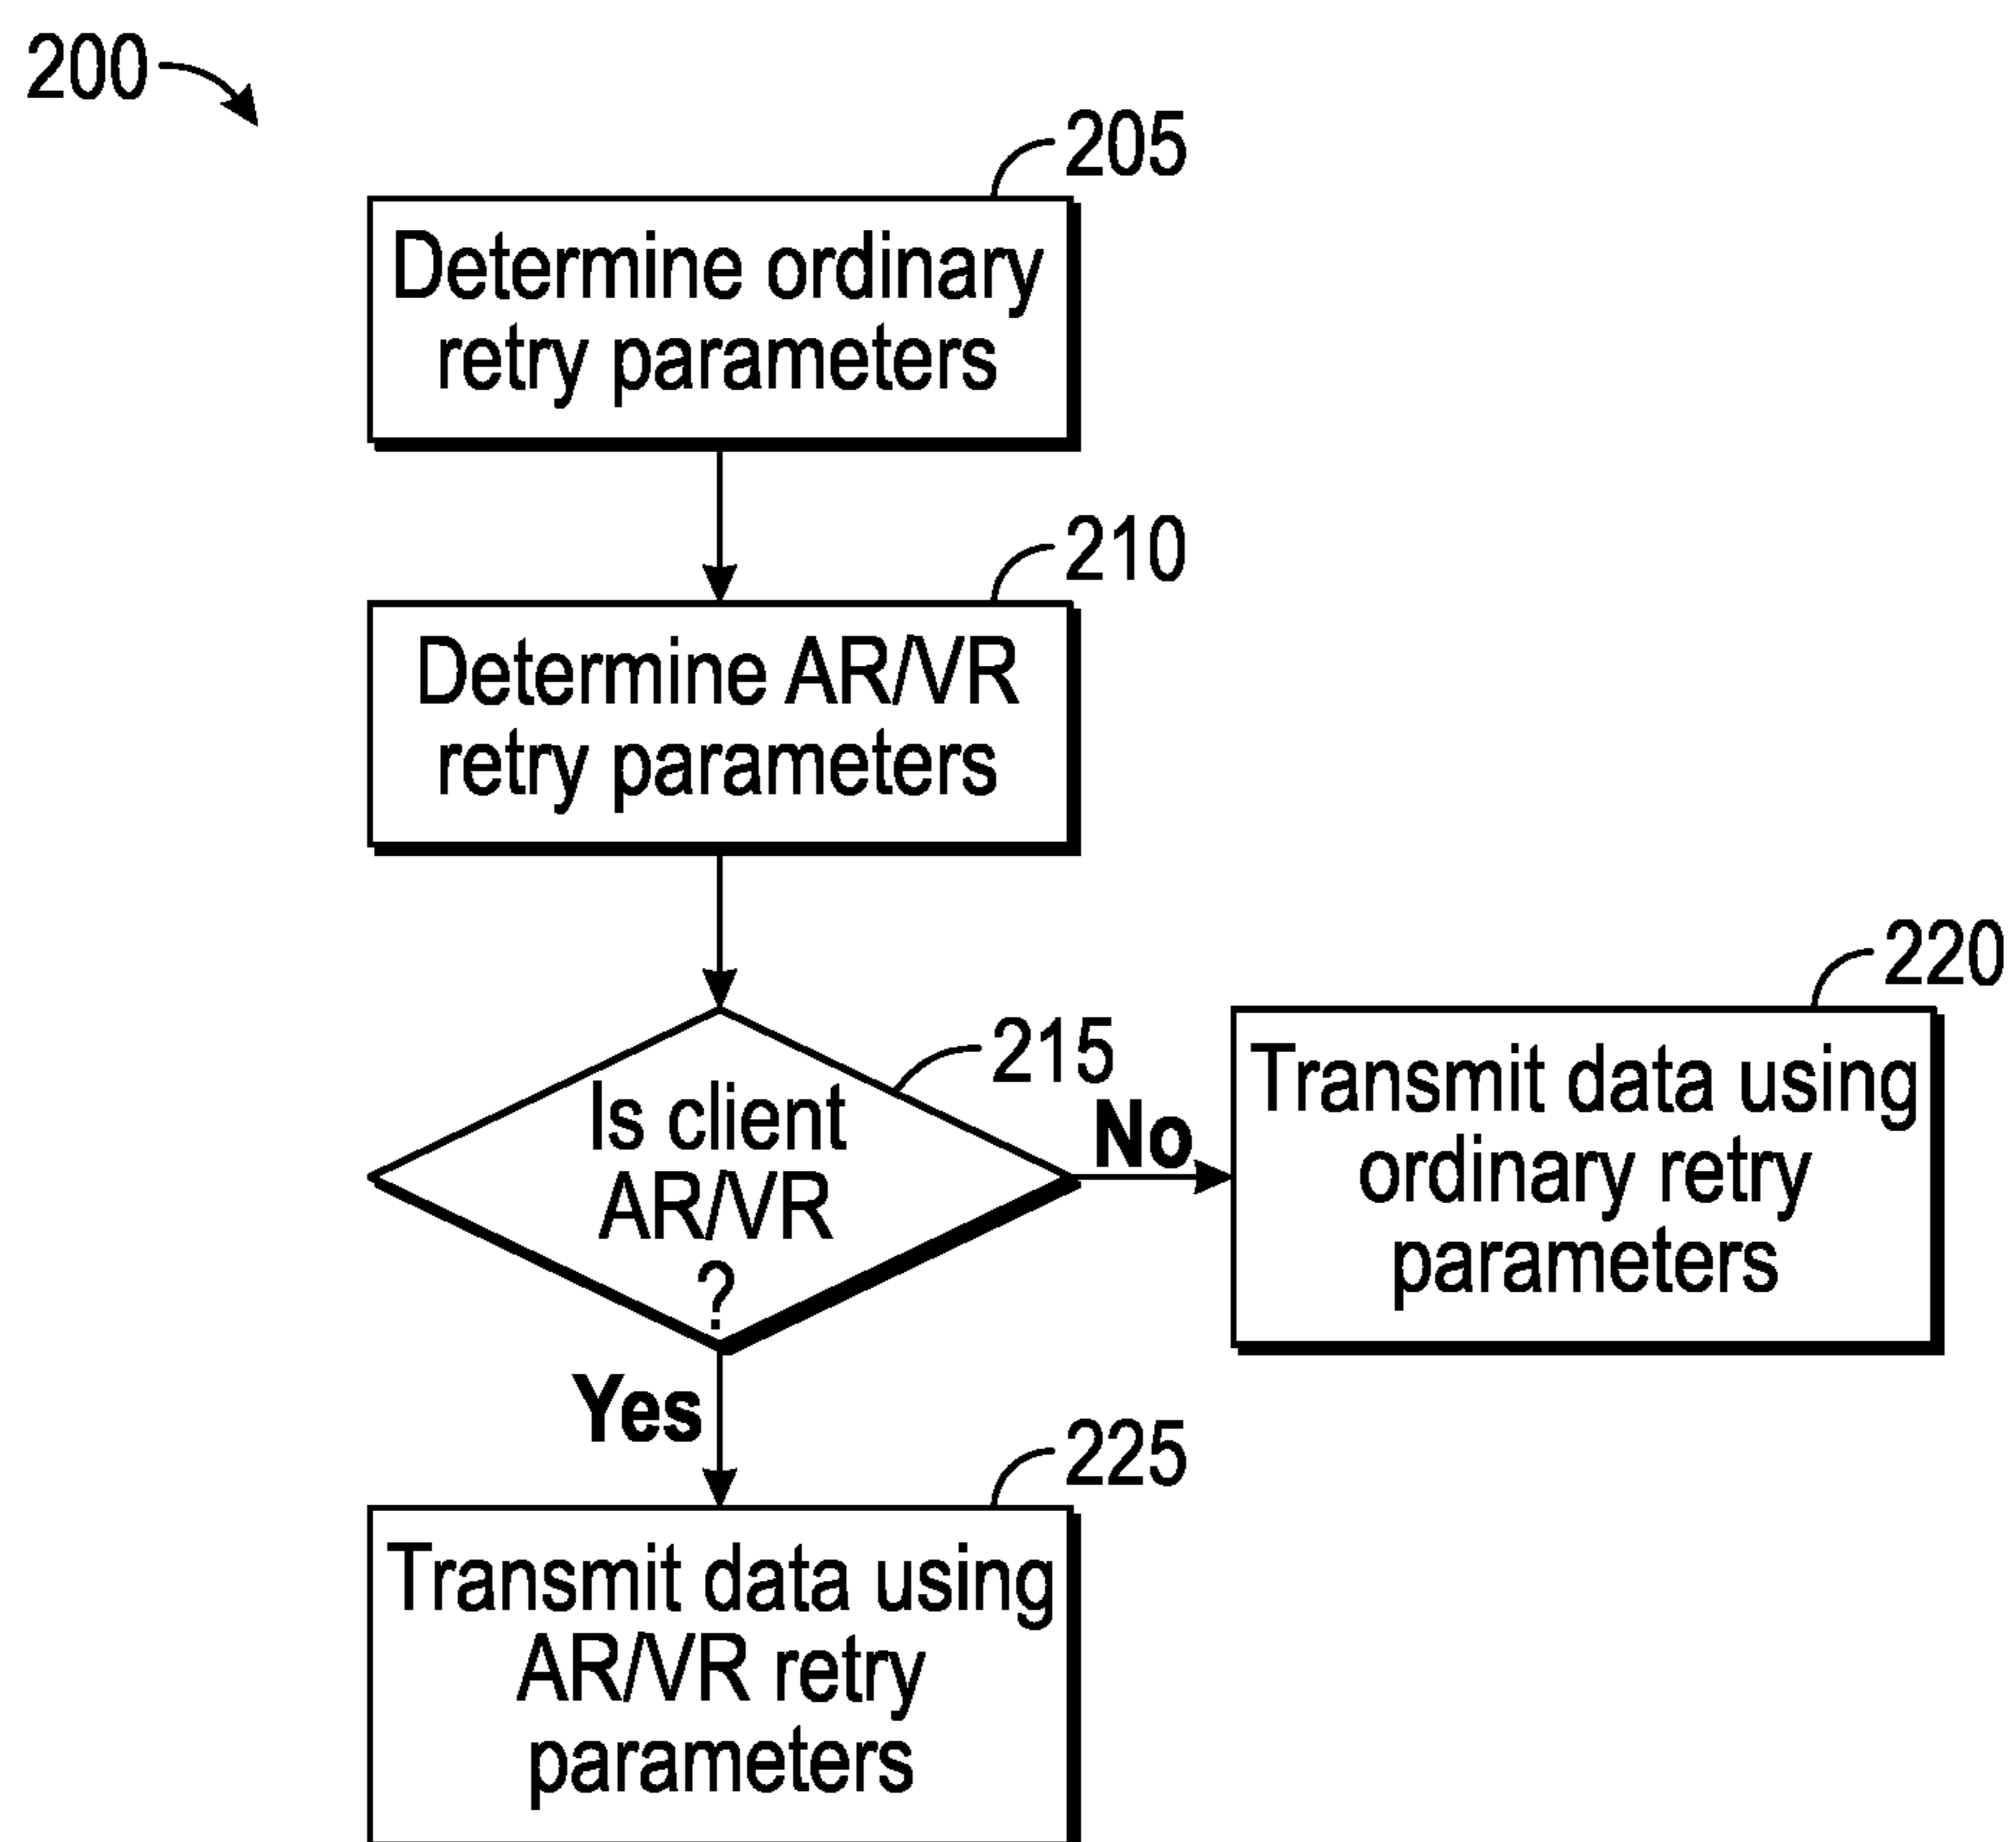 200
205
Determine ordinary
retry parameters
210
Determine AR/VR
retry parameters
215
Is client
AR/VR
?
No
220
Transmit data using
ordinary retry
parameters
Yes
225
Transmit data using
AR/VR retry
parameters